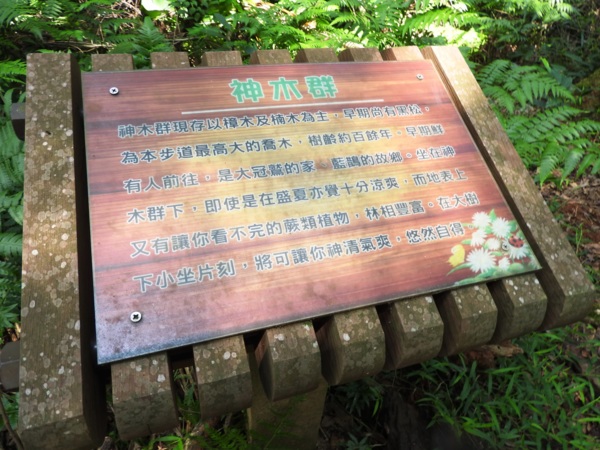 神木群
神木群現存以樟木及楠木為主，早期尚有黑松，
為本步道最高大的喬木，樹齡約百餘年，早期鮮
有人前往，是大冠鷲的家、藍鵲的故鄉。坐在神
木群下，即使是在盛夏亦覺十分涼爽，而地表上
又有讓你看不完的蕨類植物，林相豐富。在大樹
下小坐片刻，將可讓你神清氣爽，悠然自得